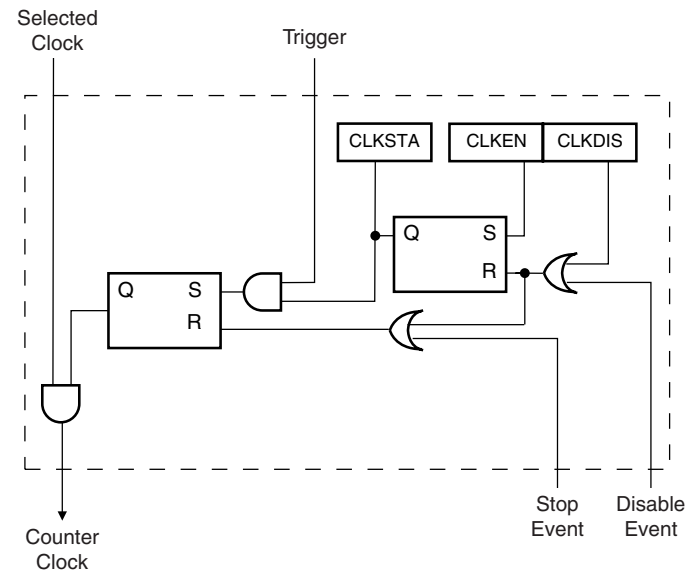 Selected
Clock
Trigger
CLKSTA
CLKEN
CLKDIS
Q
S
R
Q
S
R
Stop
Event
Disable
Event
Counter
Clock